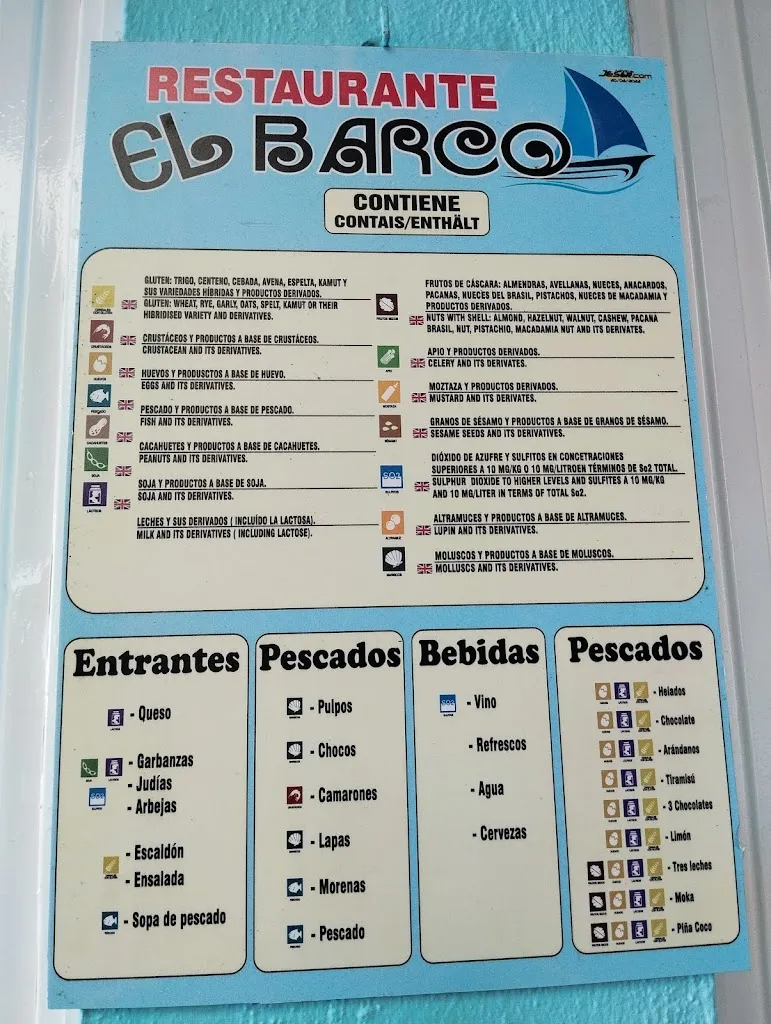 RESTAURANTE
EL BARCO
CONTIENE
CONTAIS/ENTHÄLT
GLUTEN: TRIGO, CENTENO, CEBADA, AVENA, ESPELTA, KAMUT Y
SUS VARIEDADES HÍBRIDAS Y PRODUCTOS DERIVADOS.
GLUTEN: WHEAT, RYE, GARLY, OATS, SPELT, KAMUT OR THEIR
HIBRIDISED VARIETY AND DERIVATIVES.
CRUSTÁCEOS Y PRODUCTOS A BASE DE CRUSTÁCEOS.
CRUSTACEAN AND ITS DERIVATIVES.
HUEVOS Y PRODUSCTOS A BASE DE HUEVO.
EGGS AND ITS DERIVATIVES.
PESCADO Y PRODUCTOS A BASE DE PESCADO.
FISH AND ITS DERIVATIVES.
CACAHUETES Y PRODUCTOS A BASE DE CACAHUETES.
PEANUTS AND ITS DERIVATIVES.
SOJA Y PRODUCTOS A BASE DE SOJA.
SOJA AND ITS DERIVATIVES.
LECHES Y SUS DERIVADOS ( INCLUÍDO LA LACTOSA).
MILK AND ITS DERIVATIVES ( INCLUDING LACTOSE).
FRUTOS DE CÁSCARA: ALMENDRAS, AVELLANAS, NUECES, ANACARDOS,
PACANAS, NUECES DEL BRASIL, PISTACHOS, NUECES DE MACADAMIA Y
PRODUCTOS DERIVADOS.
NUTS WITH SHELL: ALMOND, HAZELNUT, WALNUT, CASHEW, PACANA
BRASIL, NUT, PISTACHIO, MACADAMIA NUT AND ITS DERIVATES.
APIO Y PRODUCTOS DERIVADOS.
CELERY AND ITS DERIVATES.
MOZTAZA Y PRODUCTOS DERIVADOS.
MUSTARD AND ITS DERIVATES.
GRANOS DE SÉSAMO Y PRODUCTOS A BASE DE GRANOS DE SÉSAMO.
SESAME SEEDS AND ITS DERIVATIVES.
DIÓXIDO DE AZUFRE Y SULFITOS EN CONCETRACIONES
SUPERIORES A 10 MG/KG O 10 MG/LITROEN TÉRMINOS DE So2 TOTAL.
SULPHUR DIOXIDE TO HIGHER LEVELS AND SULFITES A 10 MG/KG
AND 10 MG/LITER IN TERMS OF TOTAL So2.
ALTRAMUCES Y PRODUCTOS A BASE DE ALTRAMUCES.
LUPIN AND ITS DERIVATIVES.
MOLUSCOS Y PRODUCTOS A BASE DE MOLUSCOS.
MOLLUSCS AND ITS DERIVATIVES.
Entrantes
- Queso
- Garbanzas
- Judías
- Arbejas
- Escaldón
- Ensalada
- Sopa de pescado
Pescados
- Pulpos
- Chocos
- Camarones
- Lapas
- Morenas
- Pescado
Bebidas
- Vino
- Refrescos
- Agua
- Cervezas
Pescados
- Helados
- Chocolate
- Arándanos
- Tiramisú
- 3 Chocolates
- Limón
- Tres leches
- Moka
- Piña Coco